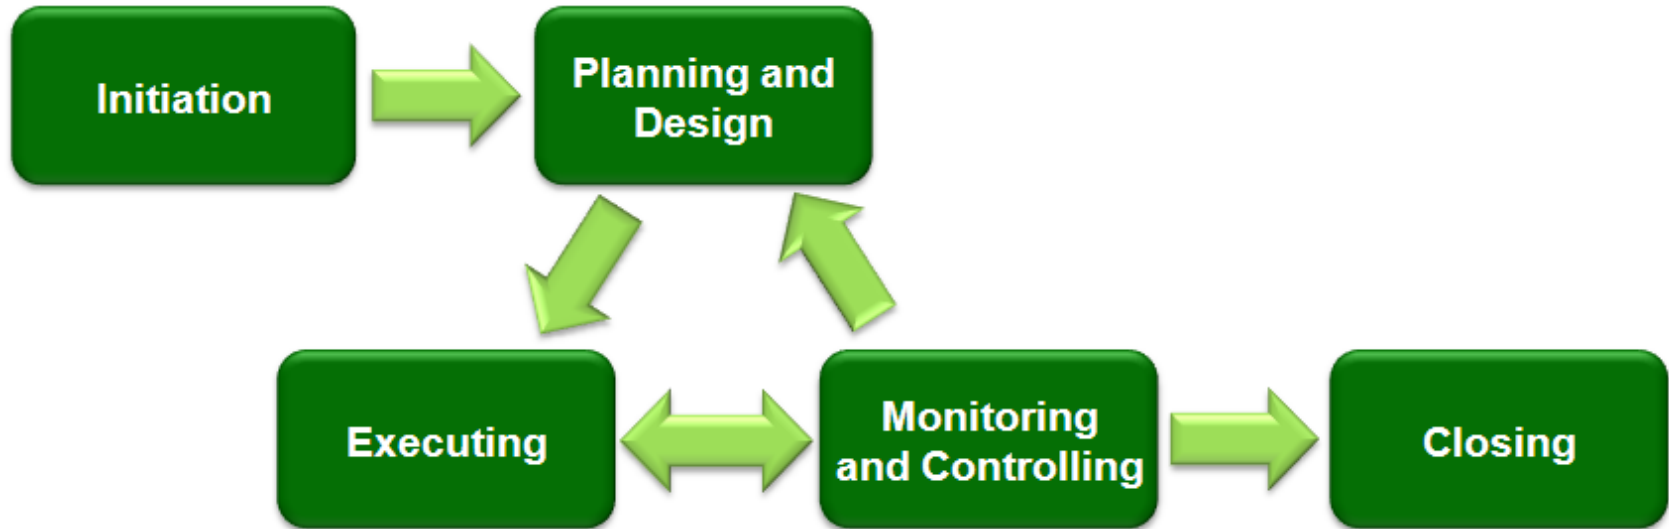 Initiation
Planning and
Design
Executing
Monitoring
and Controlling
Closing